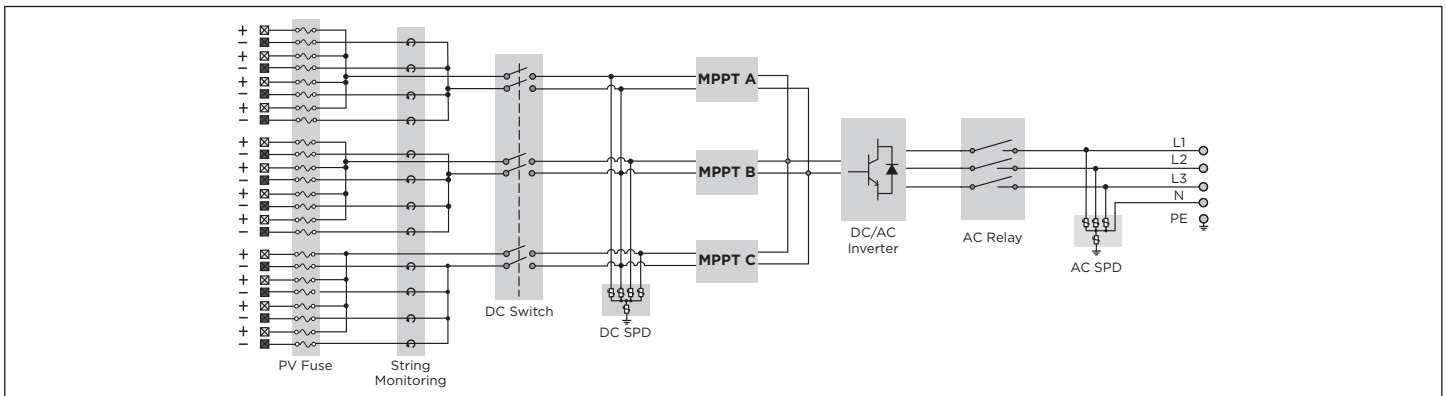 +
−
+
−
+
−
+
−
+
−
+
−
+
−
+
−
+
−
+
−
+
−
+
−
PV Fuse
String
Monitoring
DC Switch
DC SPD
MPPT A
MPPT B
MPPT C
DC/AC
Inverter
AC Relay
AC SPD
L1
L2
L3
N
PE